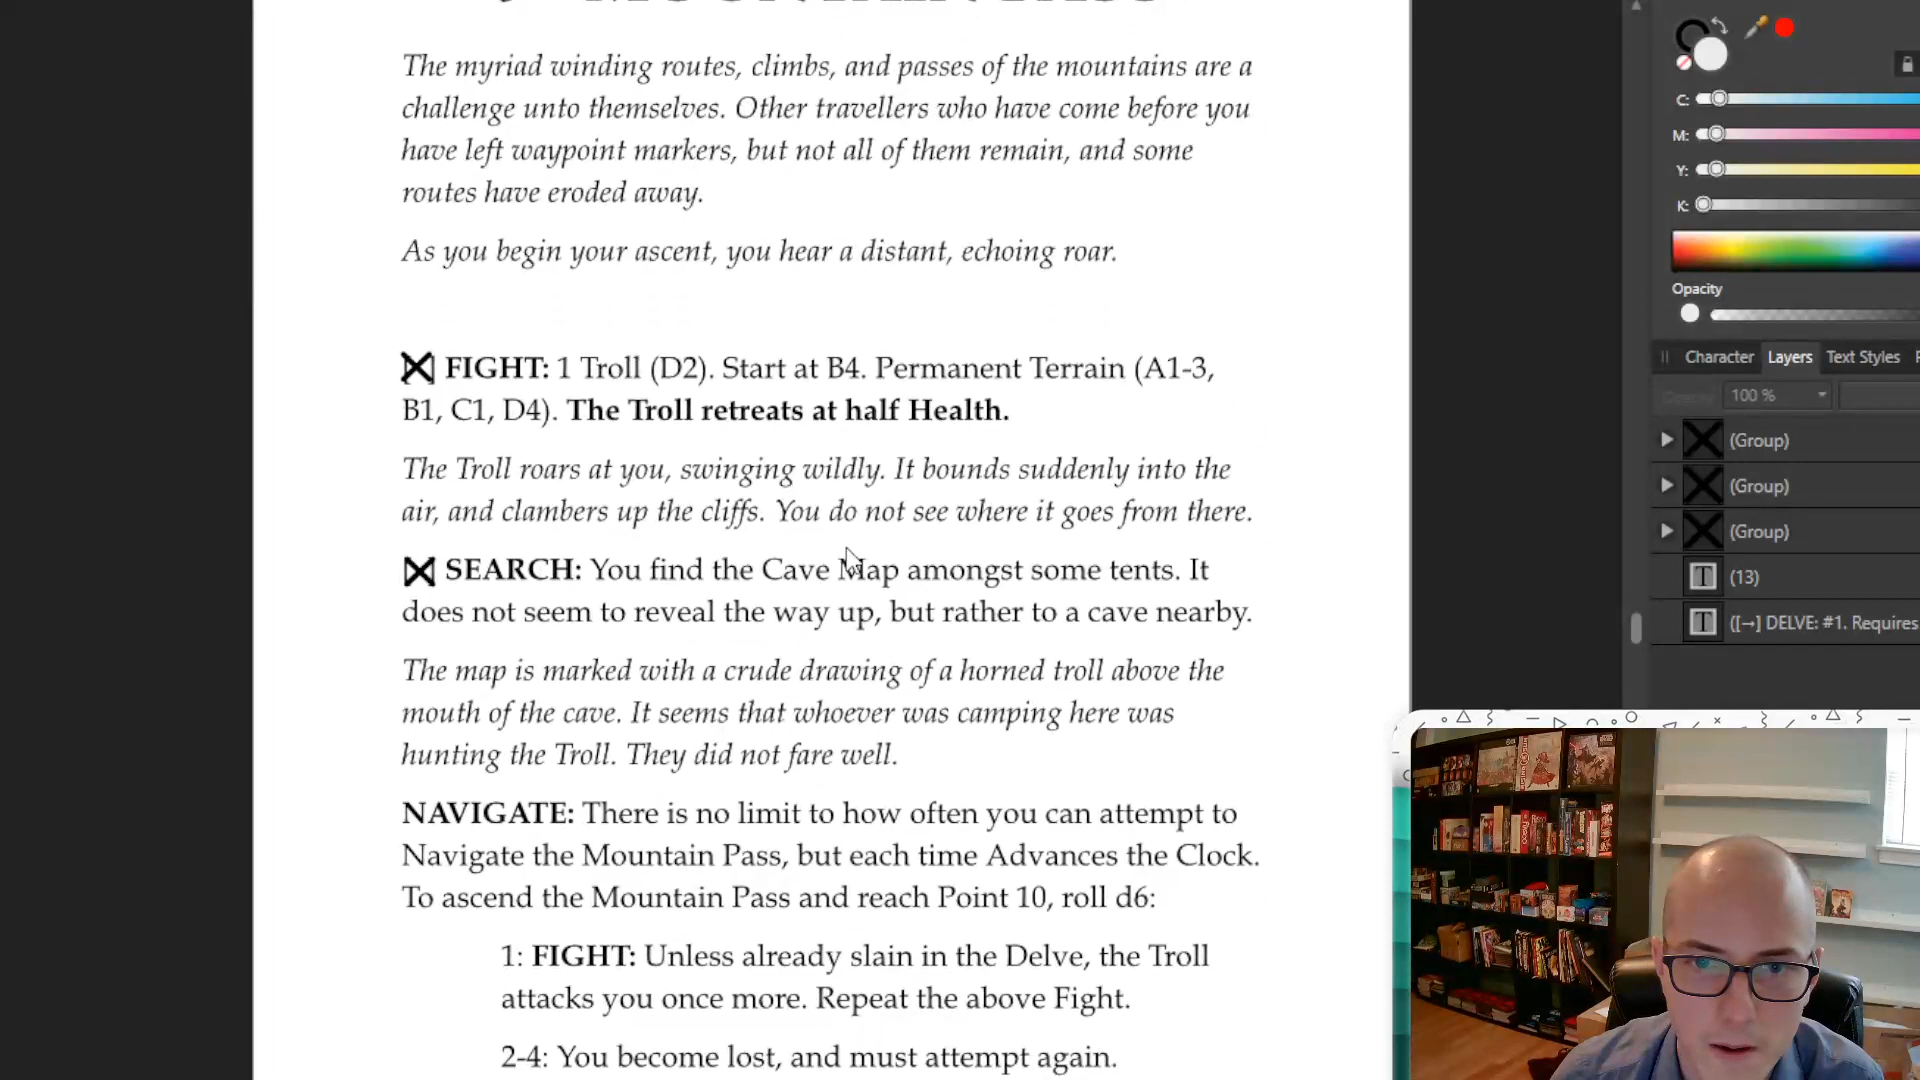 The myriad winding routes, climbs, and passes of the mountains are a
challenge unto themselves. Other travellers who have come before you
have left waypoint markers, but not all of them remain, and some
routes have eroded away.
As you begin your ascent, you hear a distant, echoing roar.
FIGHT: 1 Troll (D2). Start at B4. Permanent Terrain (A1-3,
B1, C1, D4). The Troll retreats at half Health.
The Troll roars at you, swinging wildly. It bounds suddenly into the
air, and clambers up the cliffs. You do not see where it goes from there.
SEARCH: You find the Cave Map amongst some tents. It
does not seem to reveal the way up, but rather to a cave nearby.
The map is marked with a crude drawing of a horned troll above the
mouth of the cave. It seems that whoever was camping here was
hunting the Troll. They did not fare well.
NAVIGATE: There is no limit to how often you can attempt to
Navigate the Mountain Pass, but each time Advances the Clock.
To ascend the Mountain Pass and reach Point 10, roll d6:
1: FIGHT: Unless already slain in the Delve, the Troll
attacks you once more. Repeat the above Fight.
2-4: You become lost, and must attempt again.
C:
M:
Y:
K:
Opacity
Character Layers Text Styles
100 %
(Group)
(Group)
(Group)
(13)
([→] DELVE: #1. Requires